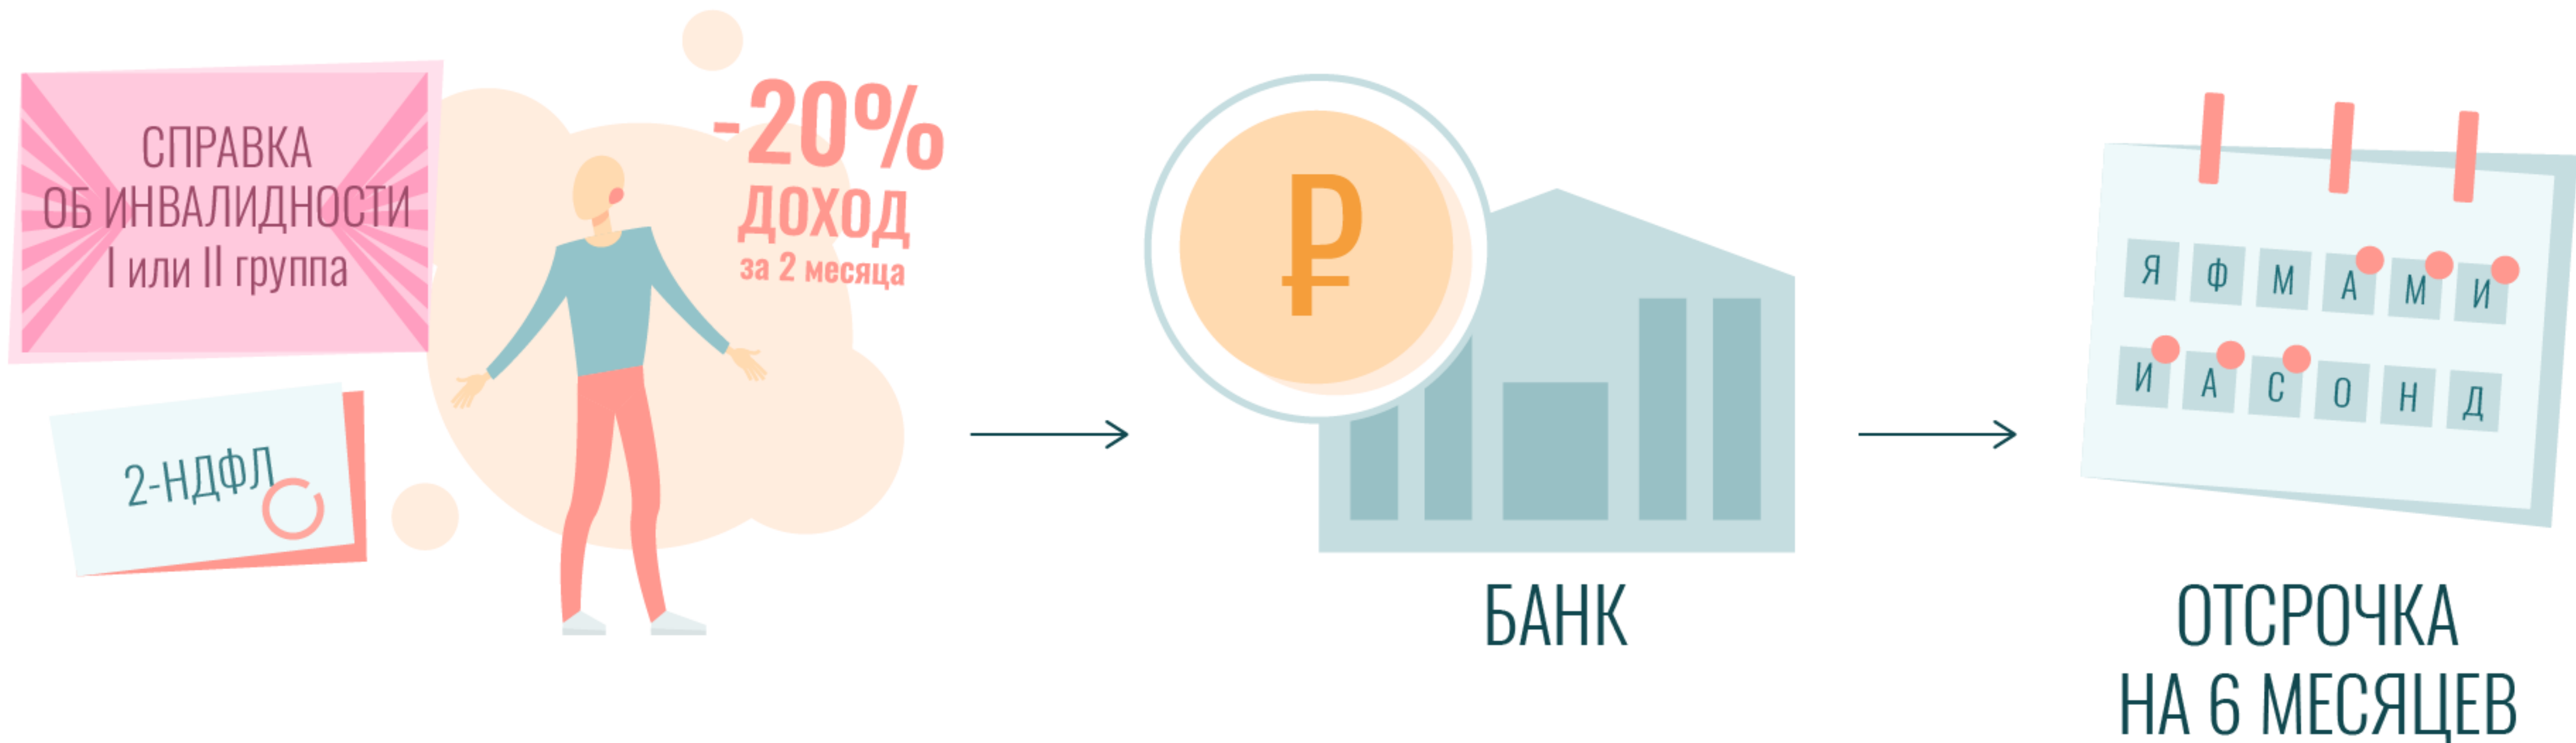 СПРАВКА
ОБ ИНВАЛИДНОСТИ
I или II группа
2-НДФЛ
-20%
ДОХОД
за 2 месяца
₽
БАНК
Я Ф М А М И
И А С О Н Д
ОТСРОЧКА
НА 6 МЕСЯЦЕВ